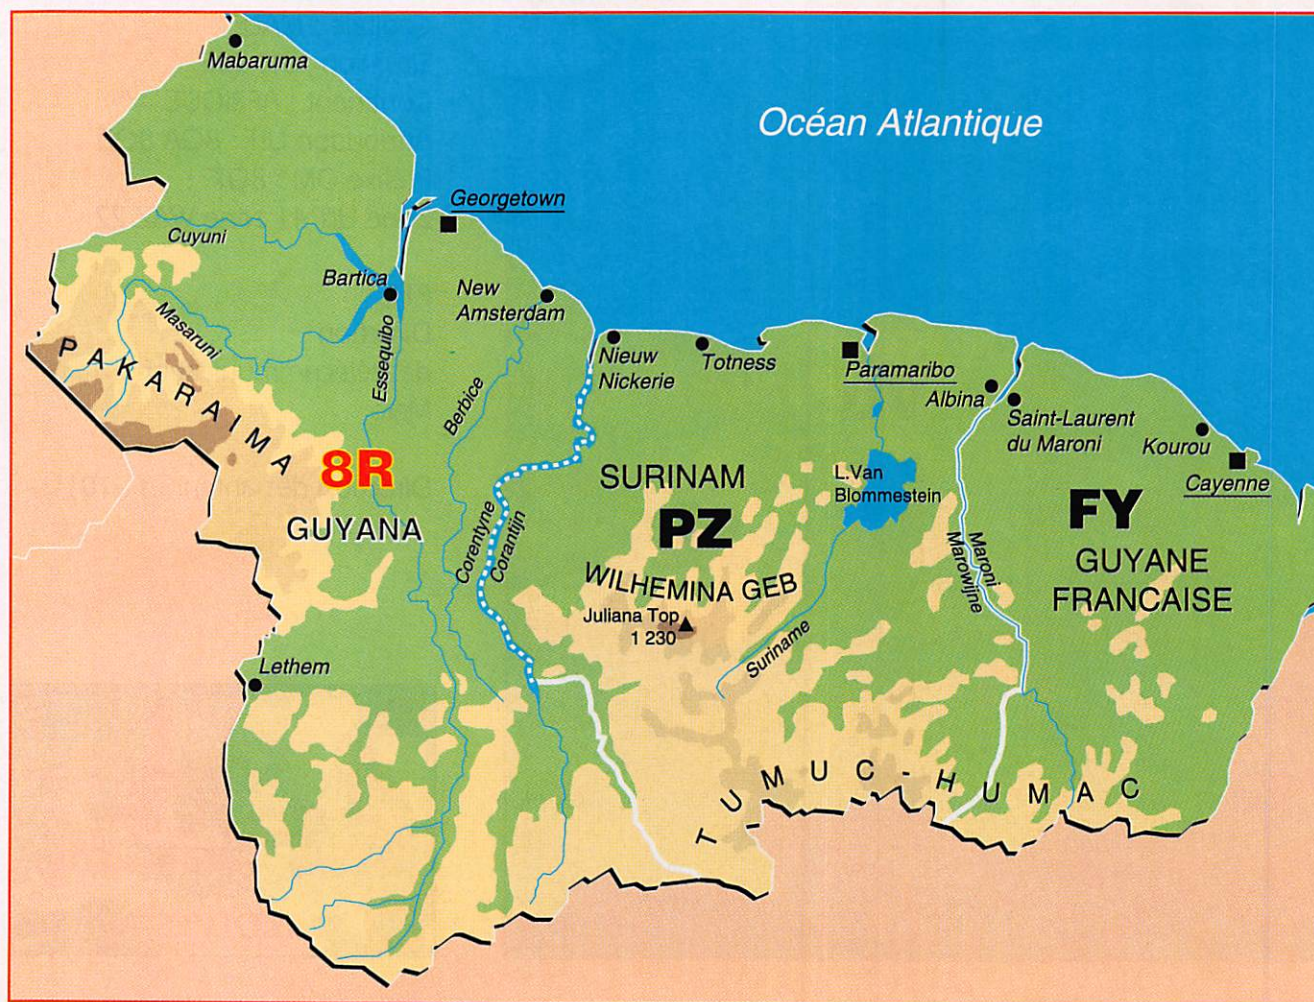 Mabaruma
Océan Atlantique
Georgetown
Cuyuni
Bartica
New
Amsterdam
Masaruni
Essequibo
Berbice
PAKARAIMA
8R
GUYANA
Nieuw
Nickerie
Totness
Paramaribo
Albina
Saint-Laurent
du Maroni
Kourou
Cayenne
SURINAM
PZ
L.Van
Blommestein
FY
GUYANE
FRANCAISE
Corentyne
Corantijn
Maroni
Marowijne
WILHEMINA GEB
Juliana Top
1 230
Suriname
Lethem
TUMUC-HUMAC